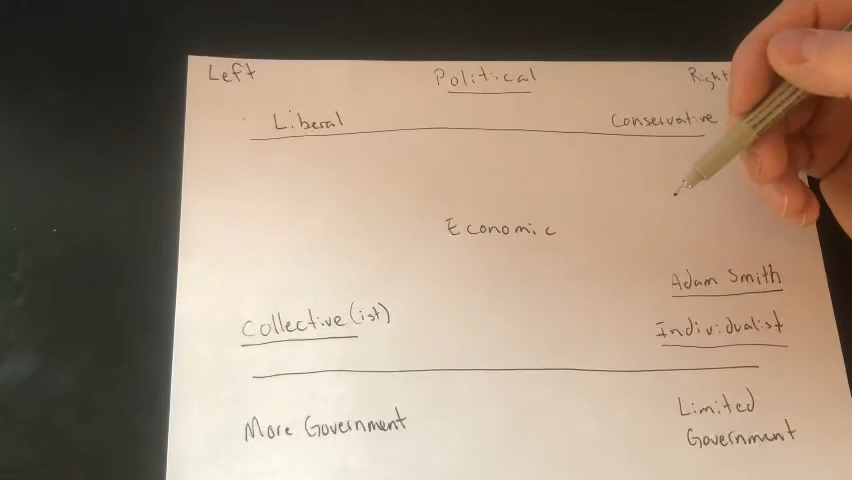 Left Political Right
Liberal Conservative
Economic
Adam Smith
Collective(ist) Individualist
More Government Limited
Government